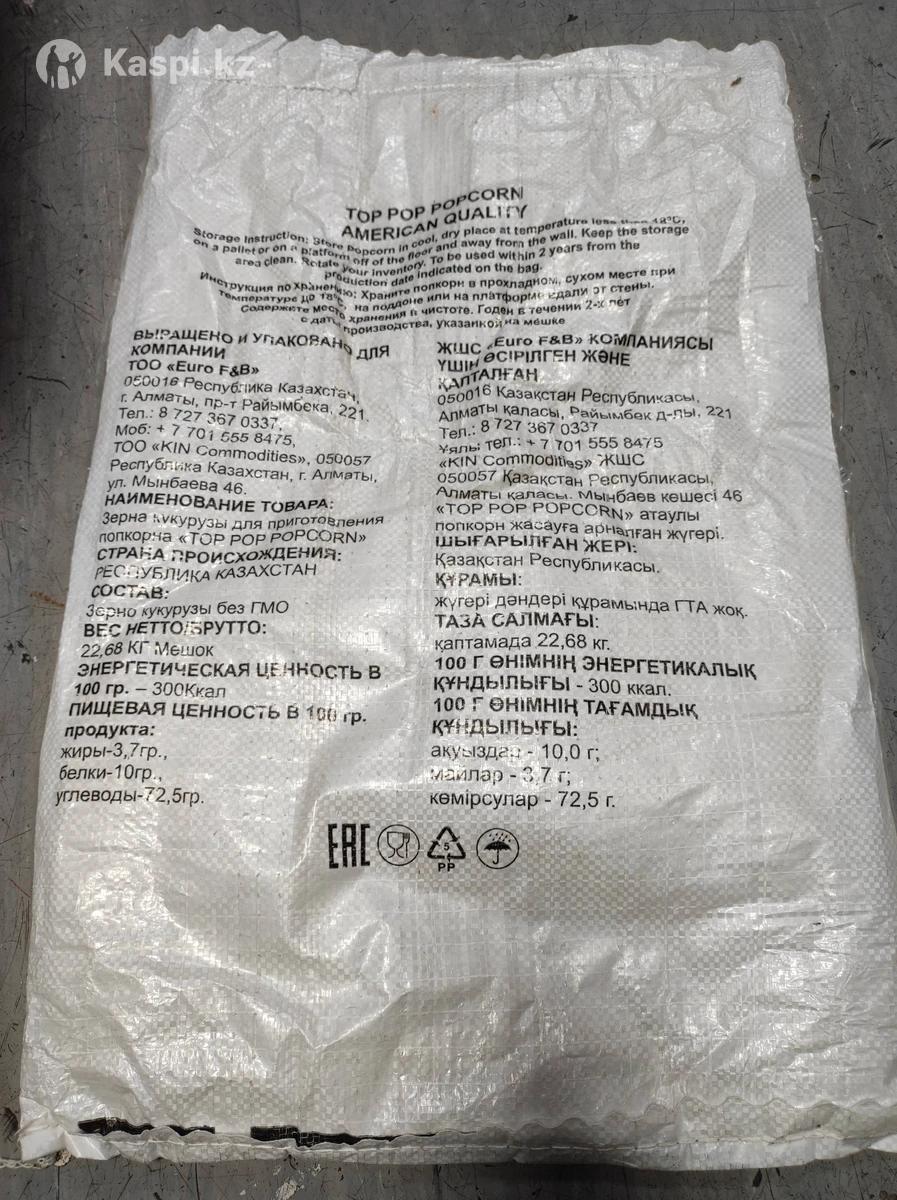 Kaspi.kz
TOP POP POPCORN
AMERICAN QUALITY
Storage Instruction: Store Popcorn in cool, dry place at temperature less than 18°C,
on a pallet or on a platform off of the floor and away from the wall. Keep the storage
area clean. Rotate your inventory. To be used within 2 years from the
production date indicated on the bag.
Инструкция по хранению: Храните попкорн в прохладном, сухом месте при
температуре до 18°С, на поддоне или на платформе вдали от стены.
Содержите место хранения в чистоте. Годен в течении 2-х лет
с даты производства, указанной на мешке
ВЫРАЩЕНО И УПАКОВАНО ДЛЯ
КОМПАНИИ
ТОО «Euro F&B»
050016 Республика Казахстан,
г. Алматы, пр-т Райымбека, 221.
Тел.: 8 727 367 0337,
Моб: + 7 701 555 8475,
ТОО «KIN Commodities», 050057
Республика Казахстан, г. Алматы,
ул. Мынбаева 46.
НАИМЕНОВАНИЕ ТОВАРА:
Зерна кукурузы для приготовления
попкорна «TOP POP POPCORN»
СТРАНА ПРОИСХОЖДЕНИЯ:
РЕСПУБЛИКА КАЗАХСТАН
СОСТАВ:
Зерно кукурузы без ГМО
ВЕС НЕТТО/БРУТТО:
22,68 КГ Мешок
ЭНЕРГЕТИЧЕСКАЯ ЦЕННОСТЬ В
100 гр. – 300Ккал
ПИЩЕВАЯ ЦЕННОСТЬ В 100 гр.
продукта:
жиры-3,7гр.,
белки-10гр.,
углеводы-72,5гр.
ЖШС «Euro F&B» КОМПАНИЯСЫ
ҮШІН ӨСІРІЛГЕН ЖӘНЕ
ҚАПТАЛҒАН
050016 Қазақстан Республикасы,
Алматы қаласы, Райымбек д-лы, 221
Тел.: 8 727 367 0337
Ұялы тел.: + 7 701 555 8475
«KIN Commodities» ЖШС
050057 Қазақстан Республикасы,
Алматы қаласы. Мыңбаев көшесі 46
«TOP POP POPCORN» атаулы
попкорн жасауға арналған жүгері.
ШЫҒАРЫЛҒАН ЖЕРІ:
Қазақстан Республикасы.
ҚҰРАМЫ:
жүгері дәндері құрамында ГТА жоқ.
ТАЗА САЛМАҒЫ:
қаптамада 22,68 кг.
100 Г ӨНІМНІҢ ЭНЕРГЕТИКАЛЫҚ
ҚҰНДЫЛЫҒЫ - 300 ккал.
100 Г ӨНІМНІҢ ТАҒАМДЫҚ
ҚҰНДЫЛЫҒЫ:
ақуыздар - 10,0 г;
майлар - 3,7 г;
көмірсулар - 72,5 г.
EAC
5
PP